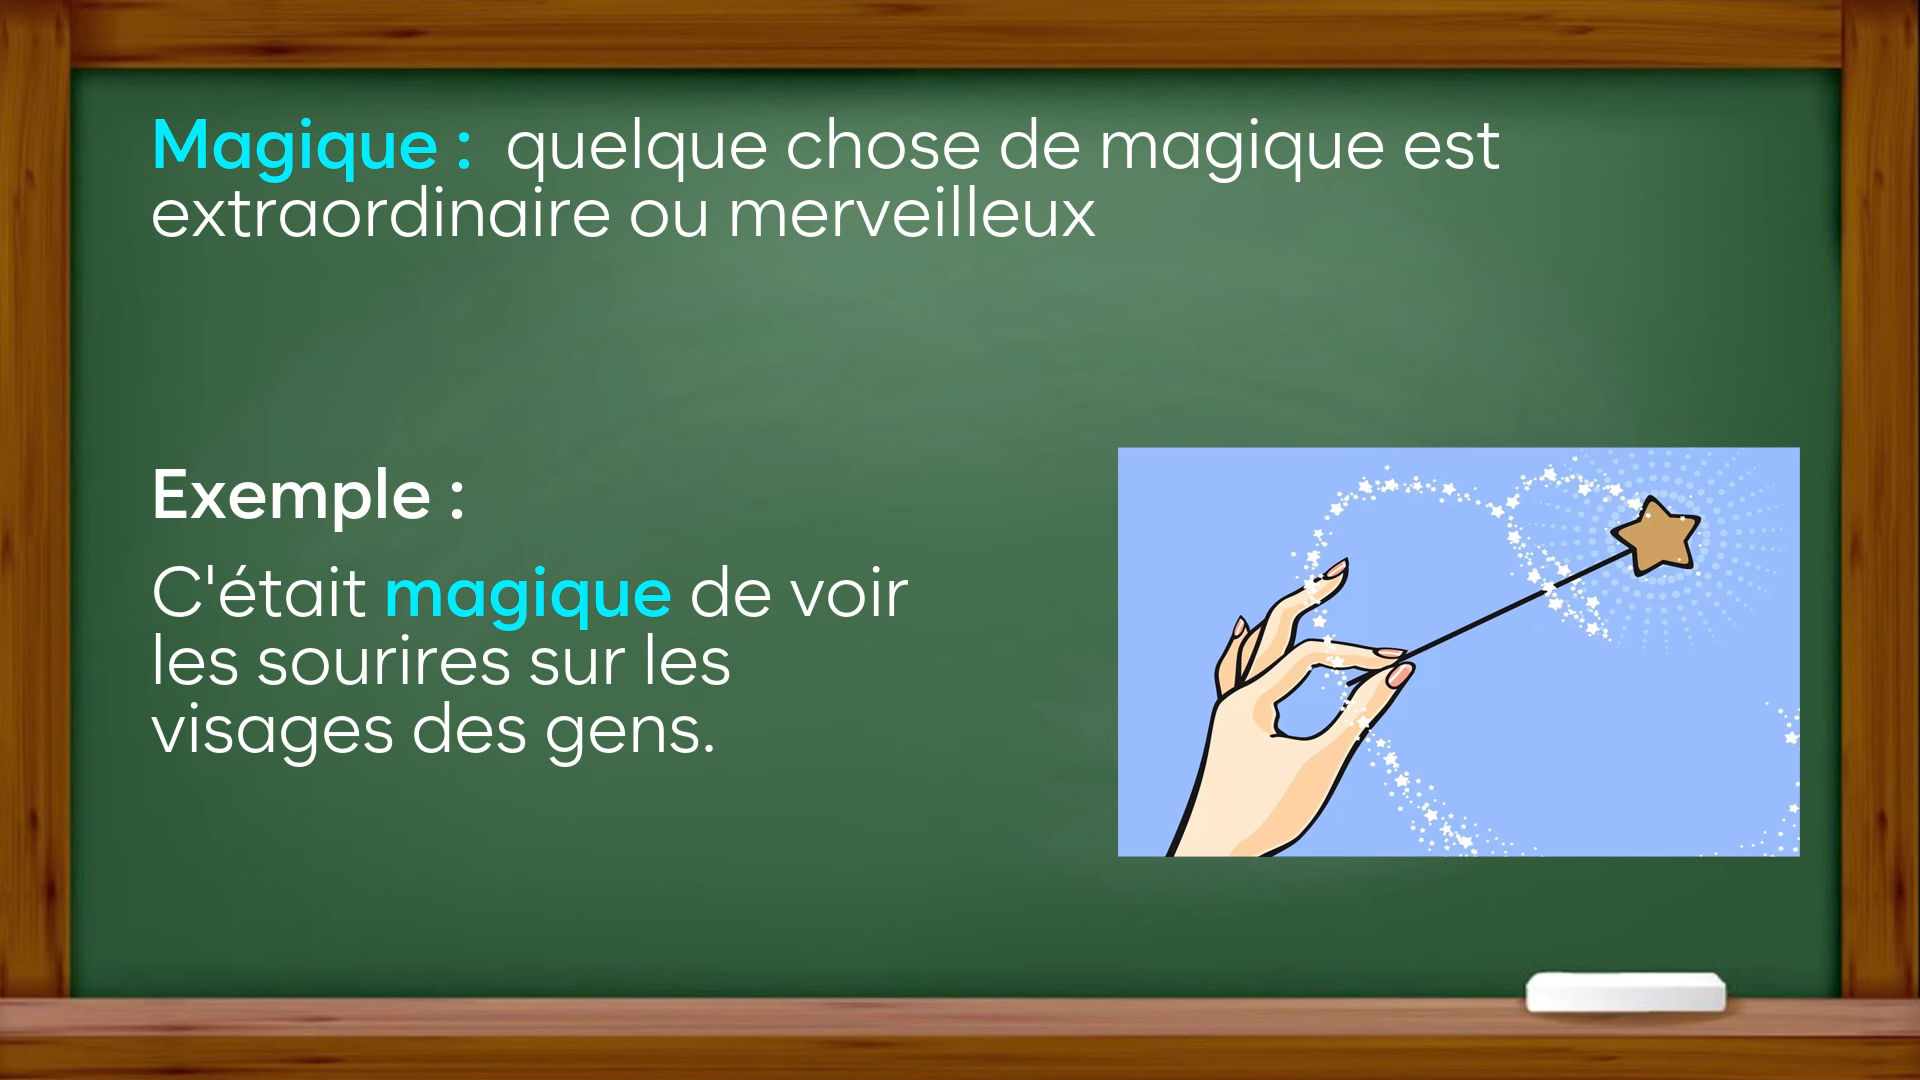 Magique : quelque chose de magique est
extraordinaire ou merveilleux
Exemple :
C'était magique de voir
les sourires sur les
visages des gens.